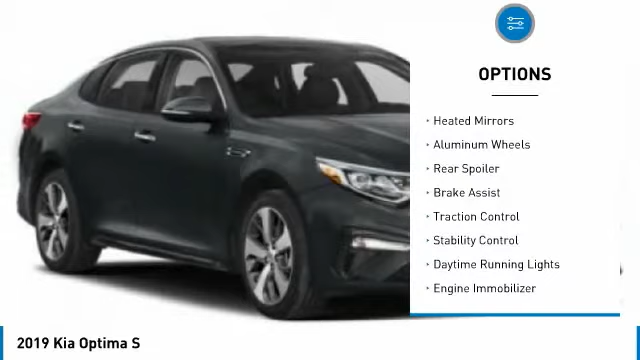 OPTIONS
Heated Mirrors
Aluminum Wheels
Rear Spoiler
Brake Assist
Traction Control
Stability Control
Daytime Running Lights
Engine Immobilizer
2019 Kia Optima S